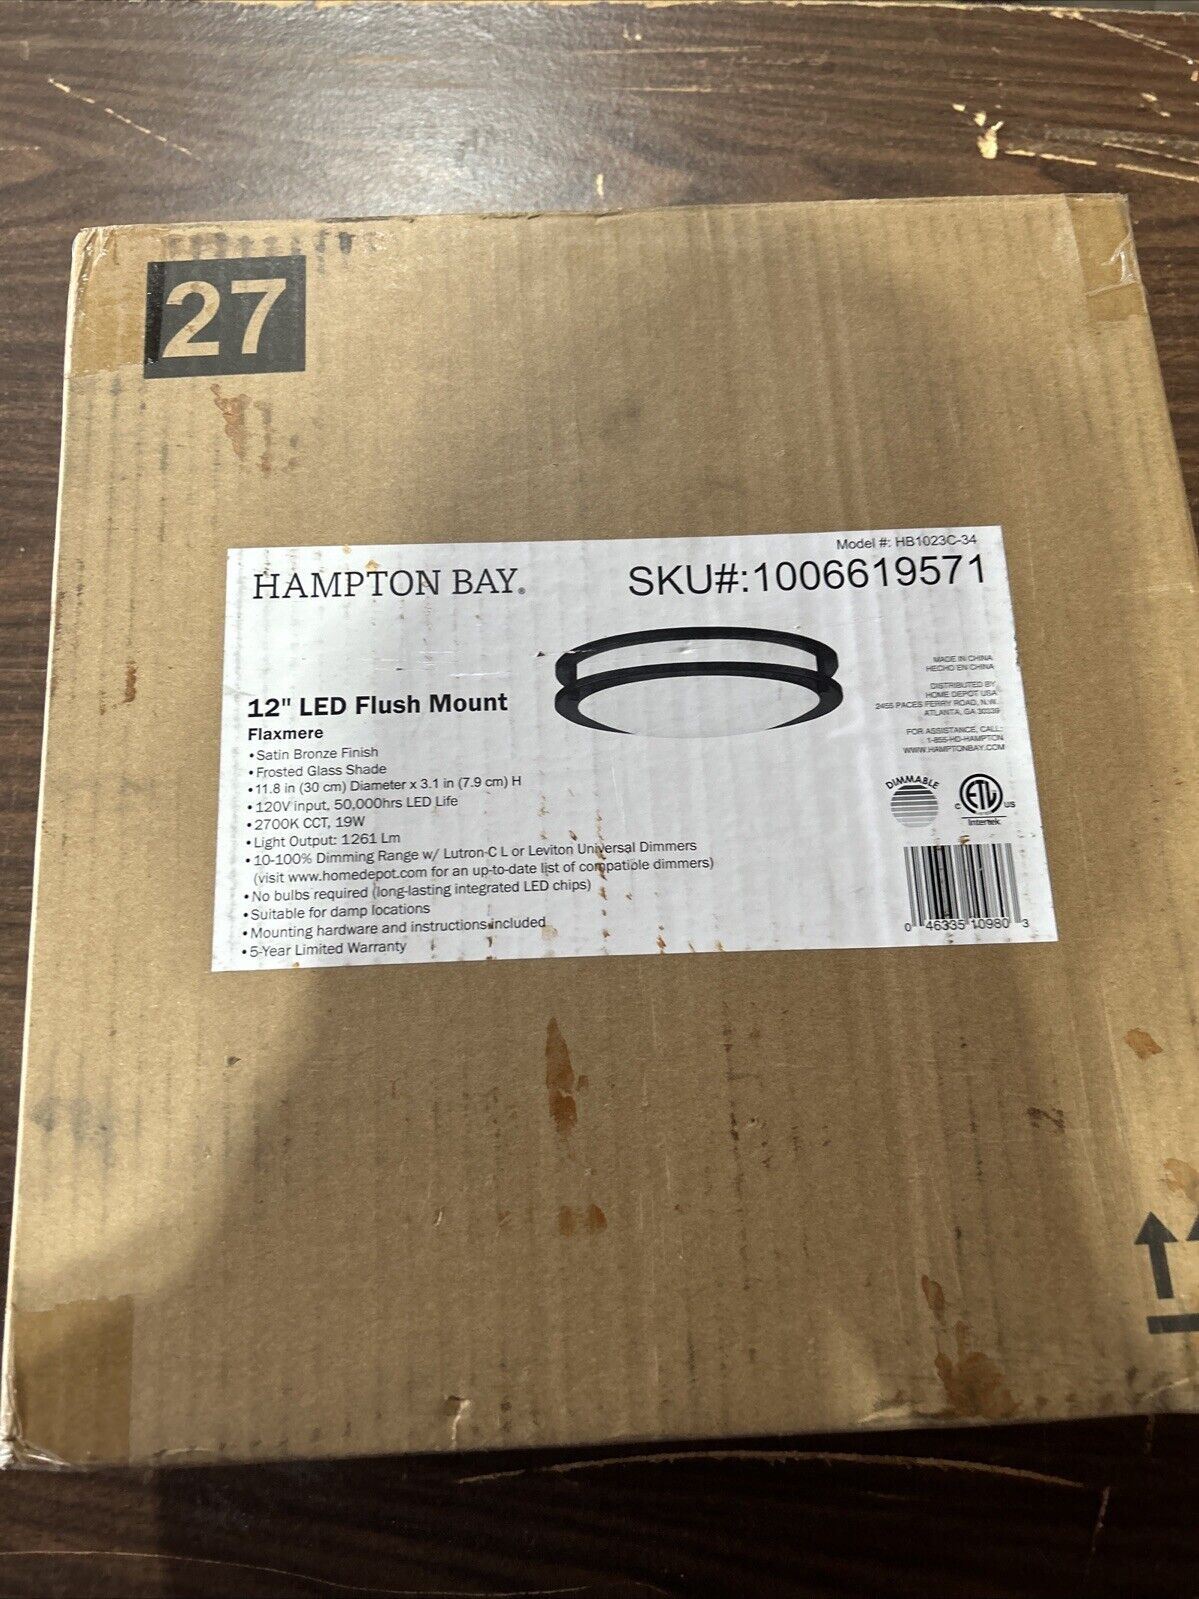 27
Model #: HB1023C-34
HAMPTON BAY®
SKU#:1006619571
12" LED Flush Mount
Flaxmere
•Satin Bronze Finish
•Frosted Glass Shade
•11.8 in (30 cm) Diameter x 3.1 in (7.9 cm) H
•120V input, 50,000hrs LED Life
•2700K CCT, 19W
•Light Output: 1261 Lm
•10-100% Dimming Range w/ Lutron-C L or Leviton Universal Dimmers
(visit www.homedepot.com for an up-to-date list of compatible dimmers)
•No bulbs required (long-lasting integrated LED chips)
•Suitable for damp locations
•Mounting hardware and instructions included
•5-Year Limited Warranty
MADE IN CHINA
HECHO EN CHINA
DISTRIBUTED BY
HOME DEPOT USA
2455 PACES FERRY ROAD, N.W.
ATLANTA, GA 30339
FOR ASSISTANCE, CALL:
1-855-HD-HAMPTON
WWW.HAMPTONBAY.COM
DIMMABLE
C ETL US
Intertek
0 46335 10980 3